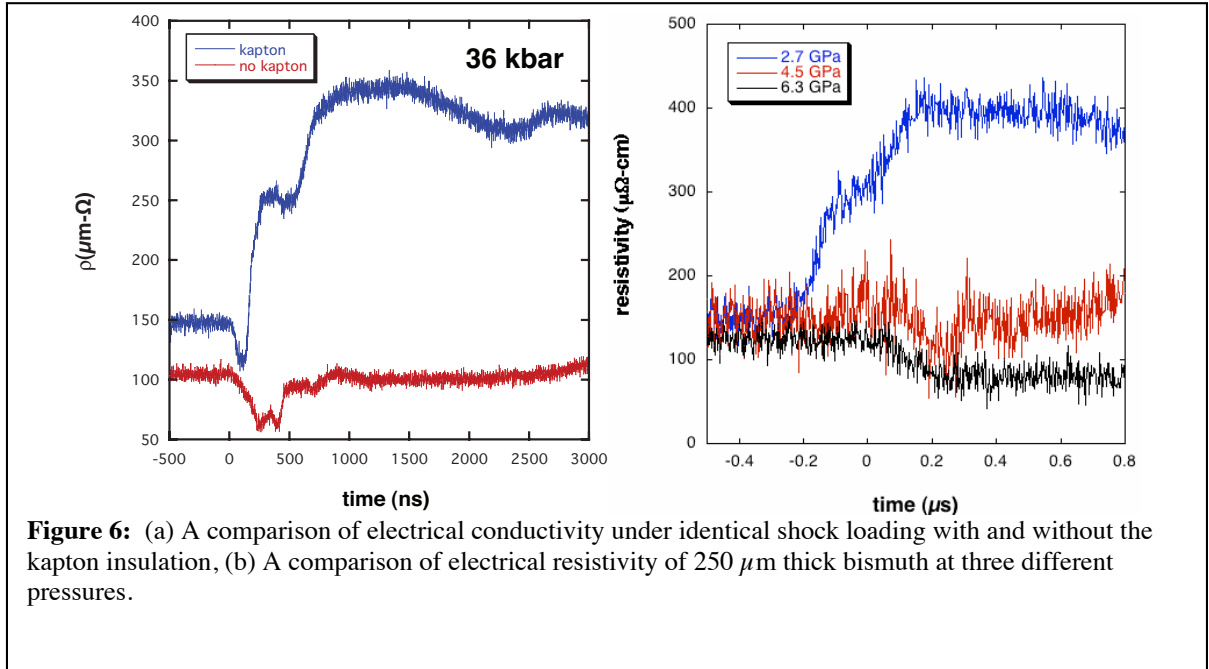 400
350
300
250
200
150
100
50
ρ(µm-Ω)
kapton
no kapton
36 kbar
-500 0 500 1000 1500 2000 2500 3000
time (ns)
500
400
300
200
100
0
resistivity (µΩ-cm)
2.7 GPa
4.5 GPa
6.3 GPa
-0.4 -0.2 0 0.2 0.4 0.6 0.8
time (µs)
Figure 6: (a) A comparison of electrical conductivity under identical shock loading with and without the
kapton insulation, (b) A comparison of electrical resistivity of 250 µm thick bismuth at three different
pressures.